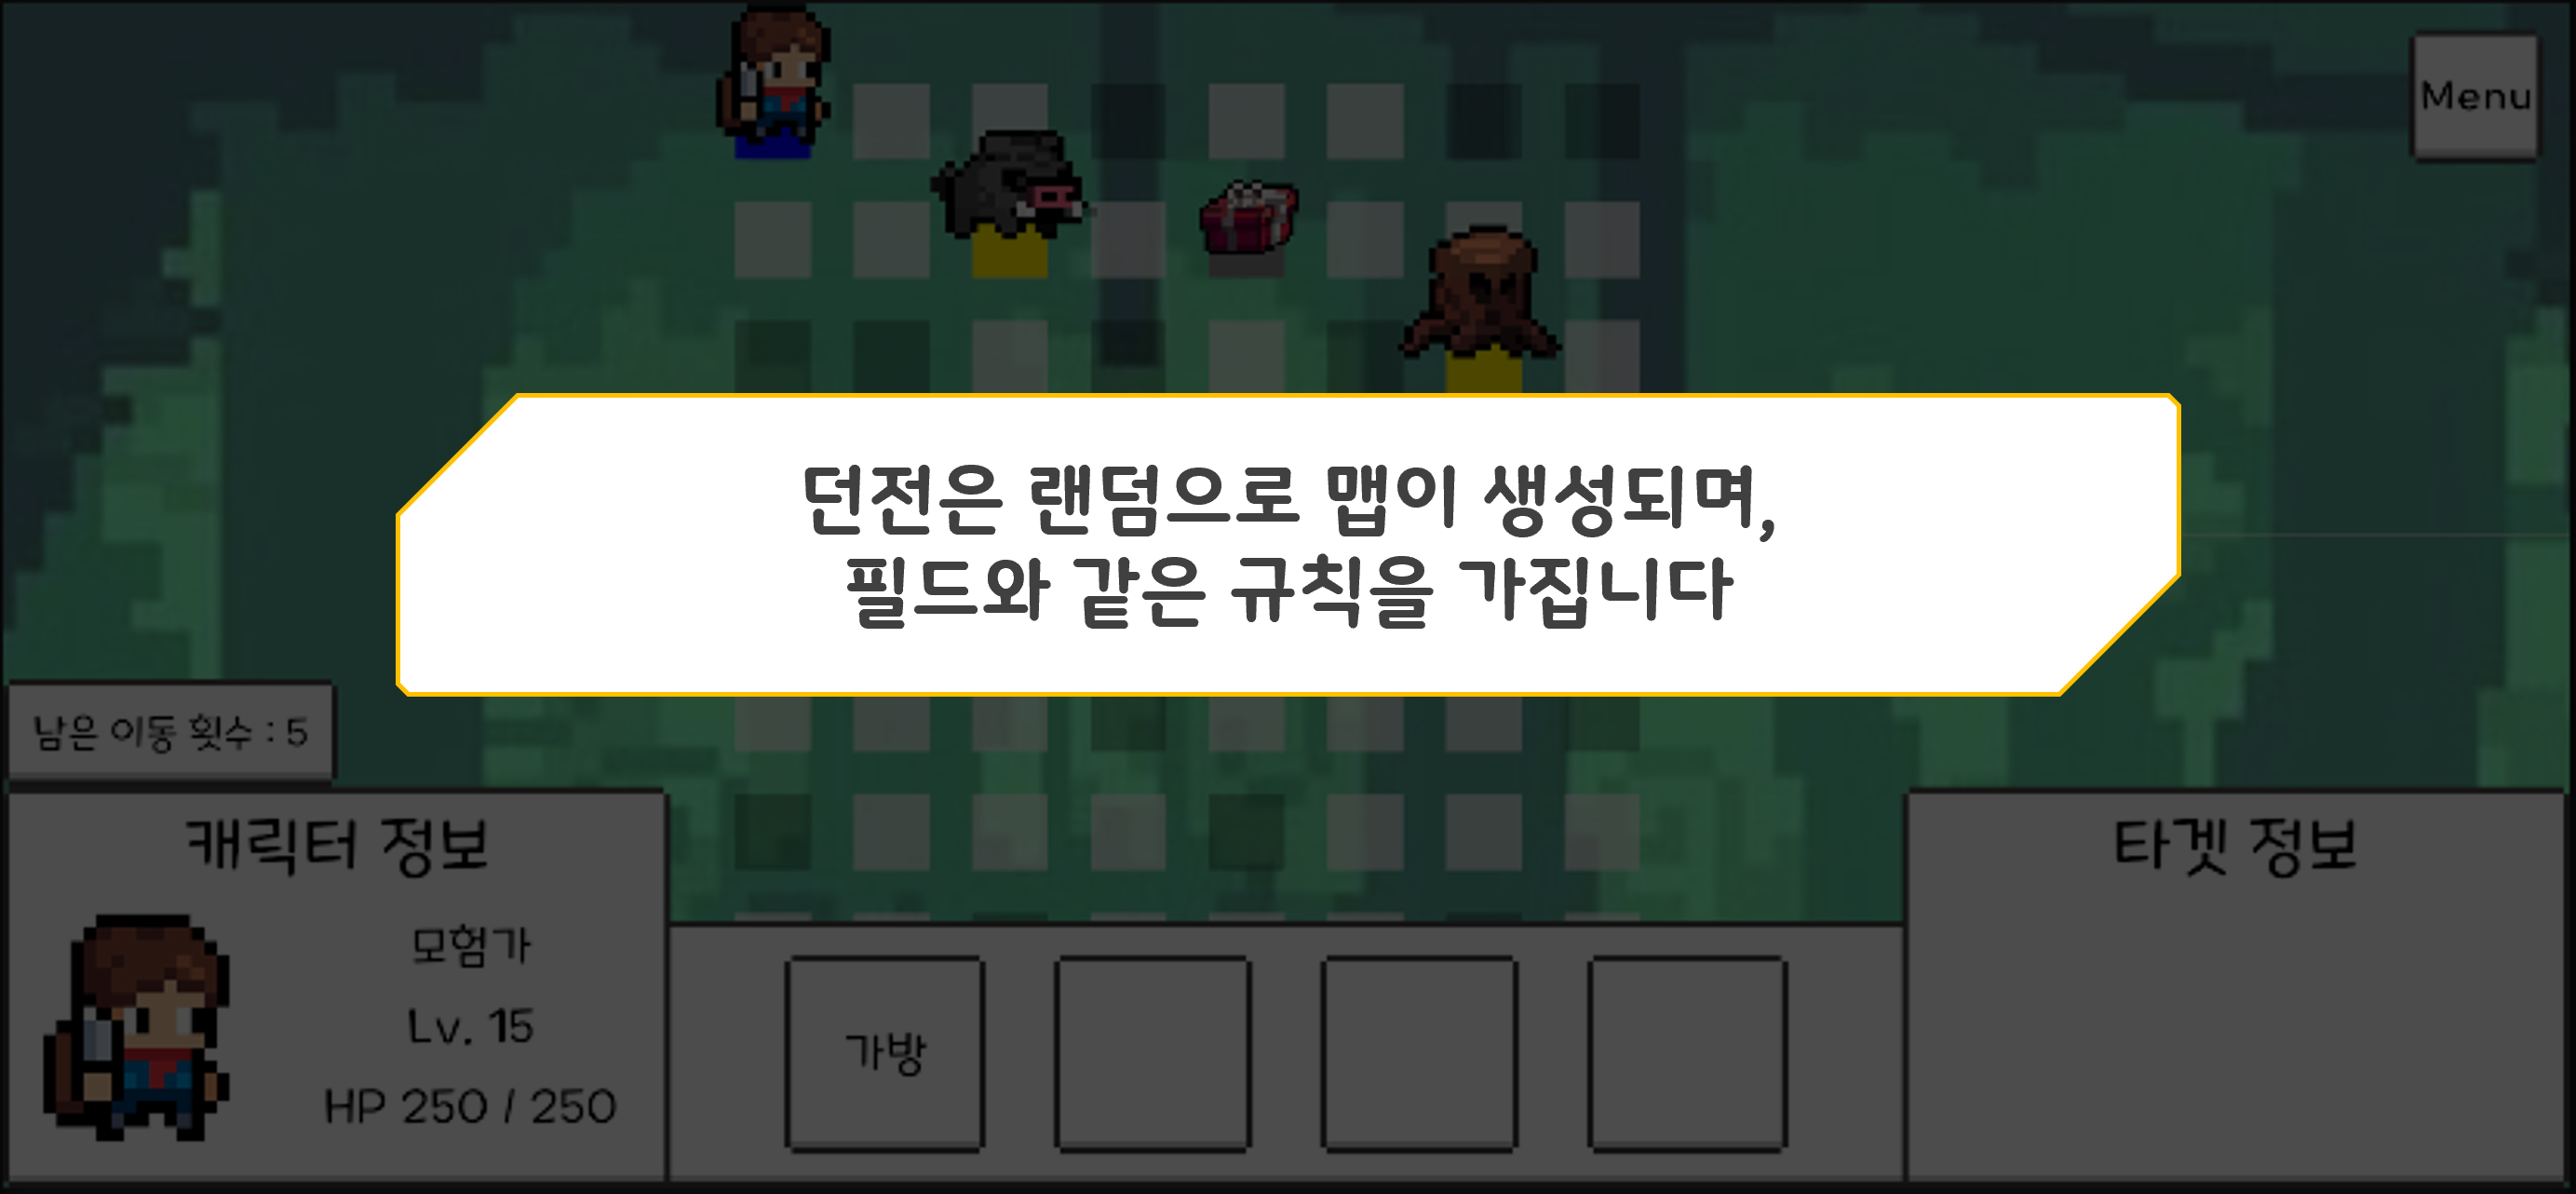 Menu
던전은 랜덤으로 맵이 생성되며,
필드와 같은 규칙을 가집니다
남은 이동 횟수 : 5
캐릭터 정보
모험가
Lv. 15
HP 250 / 250
가방
타겟 정보